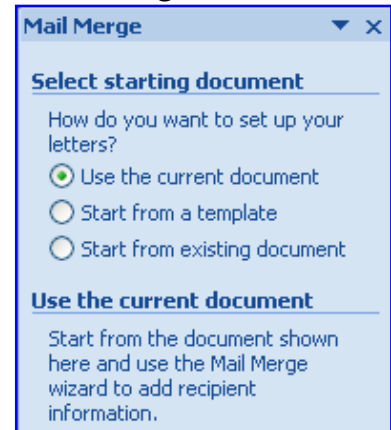 Mail Merge
Select starting document
How do you want to set up your
letters?
Use the current document
Start from a template
Start from existing document
Use the current document
Start from the document shown
here and use the Mail Merge
wizard to add recipient
information.